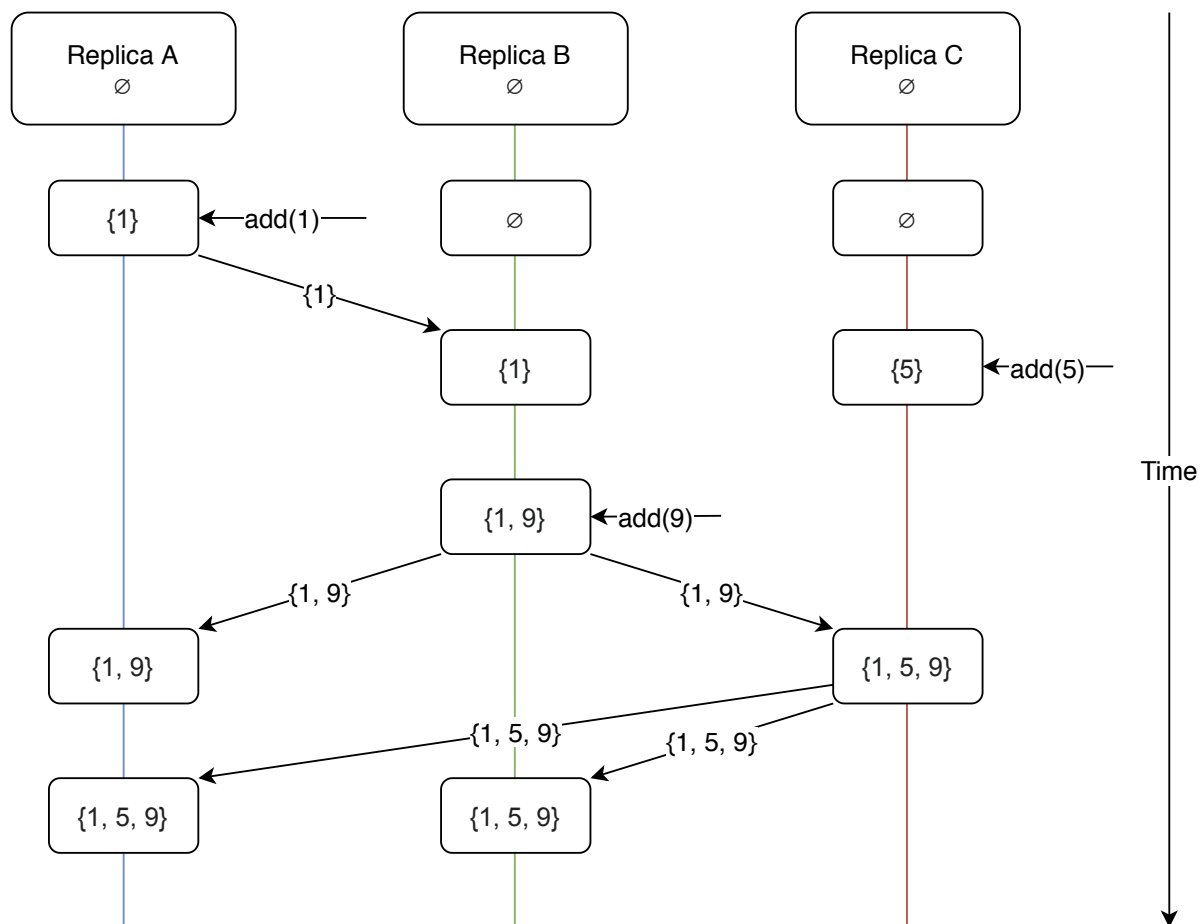 Replica A
∅
Replica B
∅
Replica C
∅
{1}
add(1)
∅
∅
{1}
{1}
{5}
add(5)
Time
{1, 9}
add(9)
{1, 9}
{1, 9}
{1, 9}
{1, 5, 9}
{1, 5, 9}
{1, 5, 9}
{1, 5, 9}
{1, 5, 9}